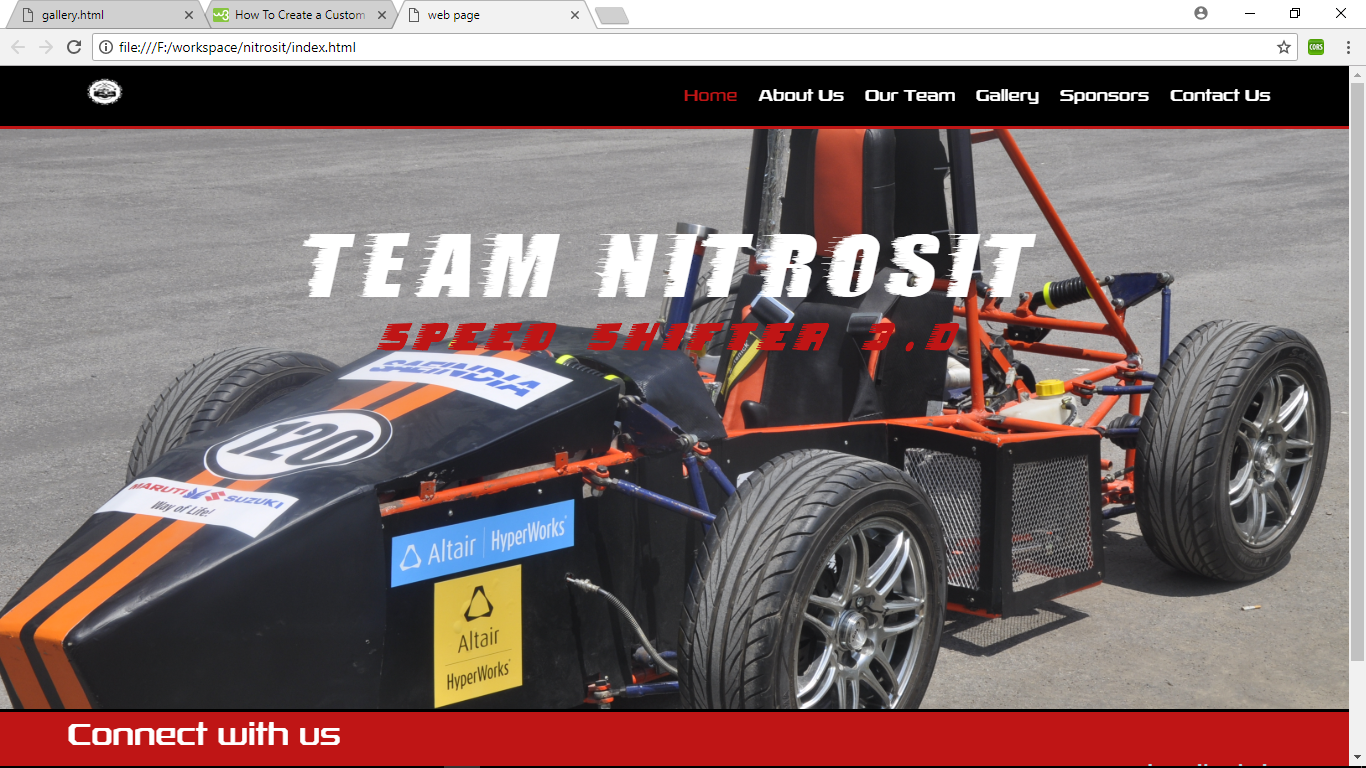 gallery.html
How To Create a Custom
web page
file:///F:/workspace/nitrosit/index.html
CORS
Home About Us Our Team Gallery Sponsors Contact Us
TEAM NITROSIT
SPEED SHIFTER 3.0
SAEINDIA
120
MARUTI SUZUKI
Way of Life!
Altair HyperWorks
Altair
HyperWorks
Connect with us